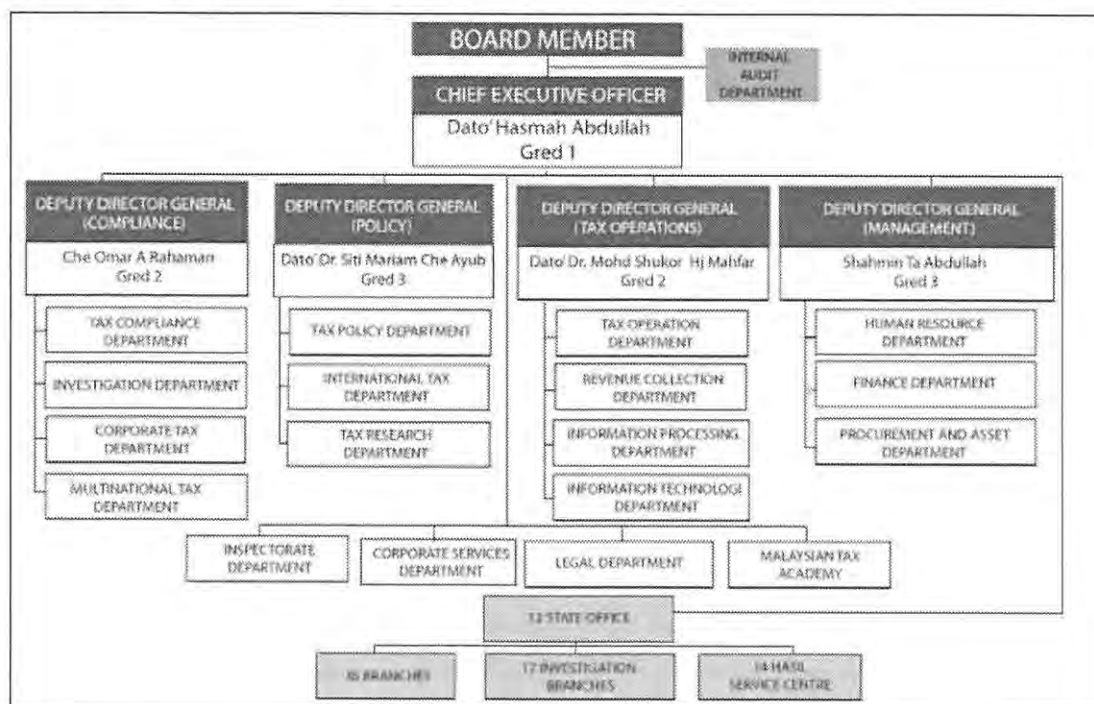 BOARD MEMBER
INTERNAL
AUDIT
DEPARTMENT
CHIEF EXECUTIVE OFFICER
Dato' Hasmah Abdullah
Gred 1
DEPUTY DIRECTOR GENERAL
(COMPLIANCE)
Che Omar A Rahaman
Gred 2
TAX COMPLIANCE
DEPARTMENT
INVESTIGATION DEPARTMENT
CORPORATE TAX
DEPARTMENT
MULTINATIONAL TAX
DEPARTMENT
DEPUTY DIRECTOR GENERAL
(POLICY)
Dato' Dr. Siti Mariam Che Ayub
Gred 3
TAX POLICY DEPARTMENT
INTERNATIONAL TAX
DEPARTMENT
TAX RESEARCH
DEPARTMENT
DEPUTY DIRECTOR GENERAL
(TAX OPERATIONS)
Dato' Dr. Mohd Shukor Hj Mahfar
Gred 2
TAX OPERATION
DEPARTMENT
REVENUE COLLECTION
DEPARTMENT
INFORMATION PROCESSING
DEPARTMENT
INFORMATION TECHNOLOGI
DEPARTMENT
DEPUTY DIRECTOR GENERAL
(MANAGEMENT)
Shahmin Ta Abdullah
Gred 3
HUMAN RESOURCE
DEPARTMENT
FINANCE DEPARTMENT
PROCUREMENT AND ASSET
DEPARTMENT
INSPECTORATE
DEPARTMENT
CORPORATE SERVICES
DEPARTMENT
LEGAL DEPARTMENT
MALAYSIAN TAX
ACADEMY
STATE OFFICE
BRANCHES
17 INVESTIGATION
BRANCHES
14 HASIL
SERVICE CENTRE